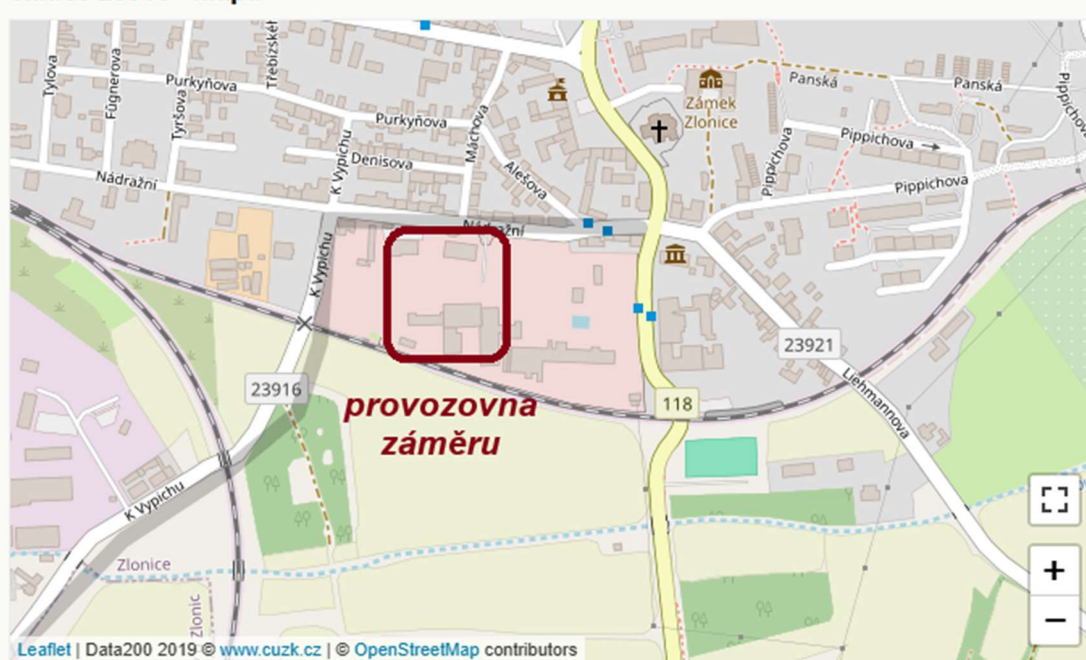 Tylova
Fügnerova
Třebízské
Purkyňova
Tyršova
Purkyňova
Máchova
K Vypichu
Denisova
Alešova
Nádražní
Zámek
Zlonice
Panská
Panská
Pippichova
Pippichova
Pippichova
Pippichova
Nádražní
K Vypichu
23916
23921
118
Liehmannova
provozovna
záměru
K Vypichu
Zlonice
Zlonic
+
−
Leaflet | Data200 2019 © www.cuzk.cz | © OpenStreetMap contributors